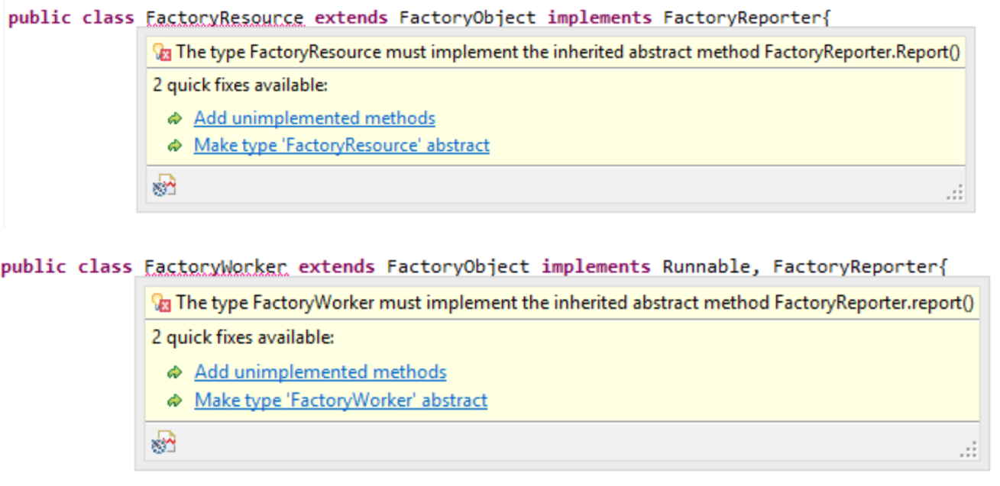 public class FactoryResource extends FactoryObject implements FactoryReporter{
The type FactoryResource must implement the inherited abstract method FactoryReporter.Report()
2 quick fixes available:
Add unimplemented methods
Make type 'FactoryResource' abstract
public class FactoryWorker extends FactoryObject implements Runnable, FactoryReporter{
The type FactoryWorker must implement the inherited abstract method FactoryReporter.report()
2 quick fixes available:
Add unimplemented methods
Make type 'FactoryWorker' abstract